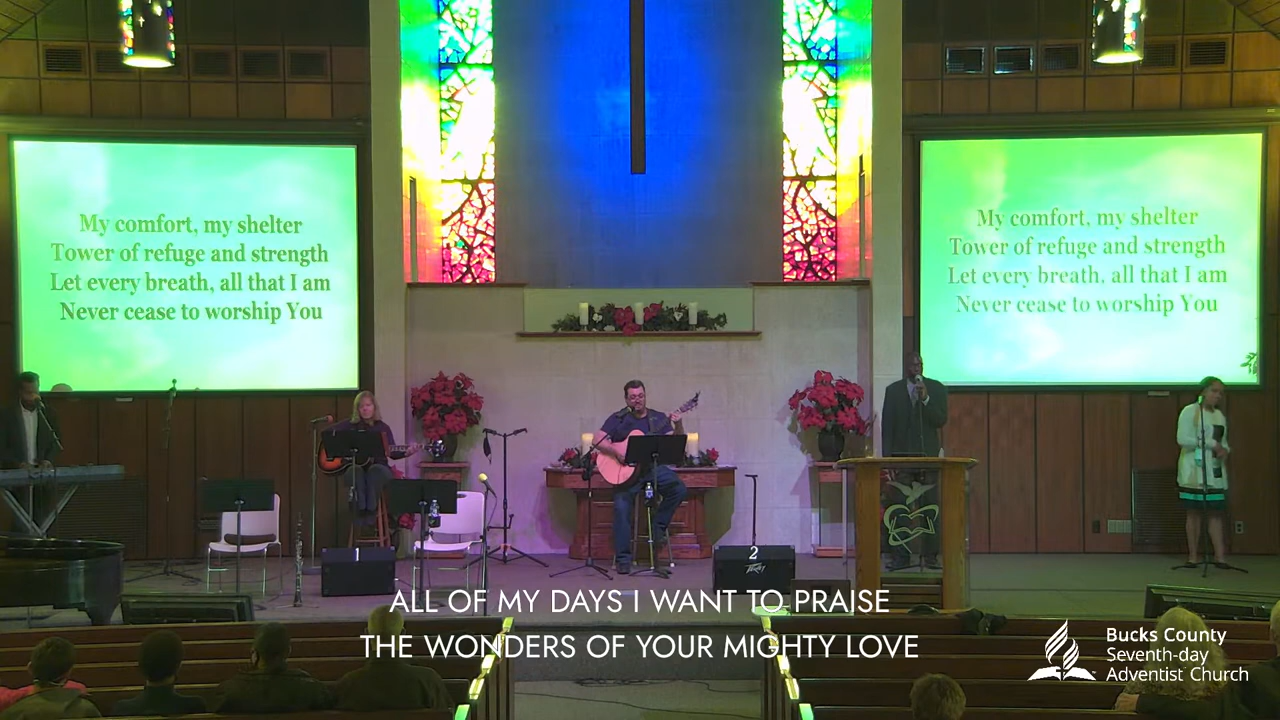 My comfort, my shelter
Tower of refuge and strength
Let every breath, all that I am
Never cease to worship You
My comfort, my shelter
Tower of refuge and strength
Let every breath, all that I am
Never cease to worship You
2
PEAVEY
ALL OF MY DAYS I WANT TO PRAISE
THE WONDERS OF YOUR MIGHTY LOVE
Bucks County
Seventh-day
Adventist Church